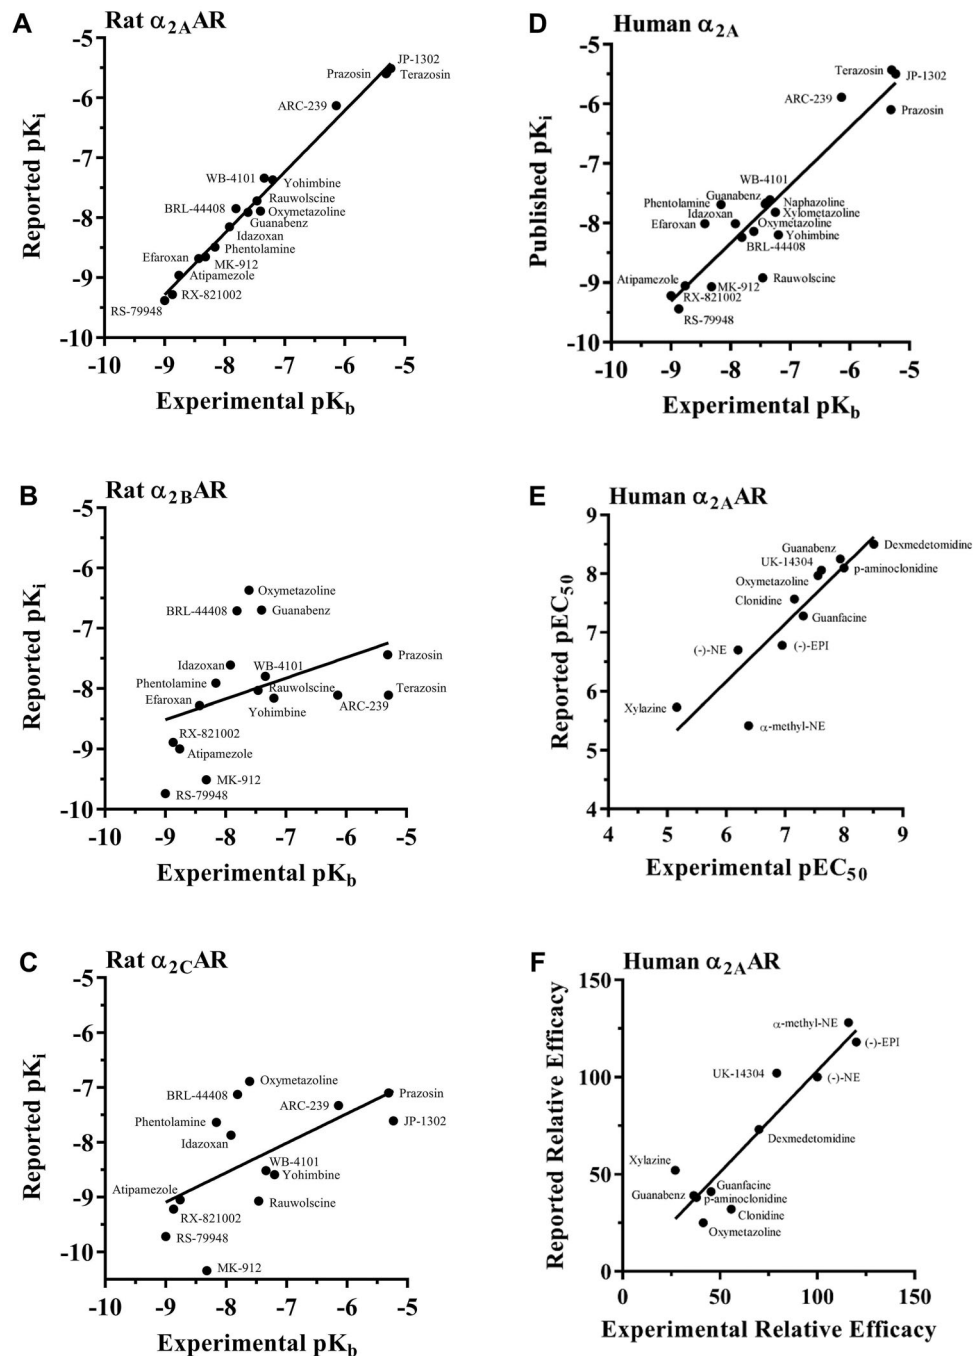 A
Rat α2AAR
Reported pKi
-5
-6
-7
-8
-9
-10
JP-1302
Prazosin
Terazosin
ARC-239
WB-4101
Yohimbine
Rauwolscine
BRL-44408
Oxymetazoline
Guanabenz
Idazoxan
Phentolamine
Efaroxan
MK-912
Atipamezole
RX-821002
RS-79948
-10 -9 -8 -7 -6 -5
Experimental pKb
D
Human α2A
Published pKi
-5
-6
-7
-8
-9
-10
Terazosin
JP-1302
ARC-239
Prazosin
WB-4101
Guanabenz
Phentolamine
Naphazoline
Idazoxan
Xylometazoline
Efaroxan
Oxymetazoline
Yohimbine
BRL-44408
Rauwolscine
Atipamezole
MK-912
RX-821002
RS-79948
-10 -9 -8 -7 -6 -5
Experimental pKb
B
Rat α2BAR
Reported pKi
-5
-6
-7
-8
-9
-10
Oxymetazoline
BRL-44408
Guanabenz
Prazosin
Idazoxan
WB-4101
Phentolamine
Rauwolscine
Terazosin
Efaroxan
Yohimbine
ARC-239
RX-821002
Atipamezole
MK-912
RS-79948
-10 -9 -8 -7 -6 -5
Experimental pKb
E
Human α2AAR
Reported pEC50
9
8
7
6
5
4
Dexmedetomidine
Guanabenz
UK-14304
p-aminoclonidine
Oxymetazoline
Clonidine
Guanfacine
(-)-NE
(-)-EPI
Xylazine
α-methyl-NE
4 5 6 7 8 9
Experimental pEC50
C
Rat α2CAR
Reported pKi
-5
-6
-7
-8
-9
-10
Oxymetazoline
BRL-44408
Prazosin
ARC-239
Phentolamine
JP-1302
Idazoxan
WB-4101
Yohimbine
Atipamezole
Rauwolscine
RX-821002
RS-79948
MK-912
-10 -9 -8 -7 -6 -5
Experimental pKb
F
Human α2AAR
Reported Relative Efficacy
150
100
50
0
α-methyl-NE
(-)-EPI
UK-14304
(-)-NE
Dexmedetomidine
Xylazine
Guanfacine
Guanabenz
p-aminoclonidine
Clonidine
Oxymetazoline
0 50 100 150
Experimental Relative Efficacy